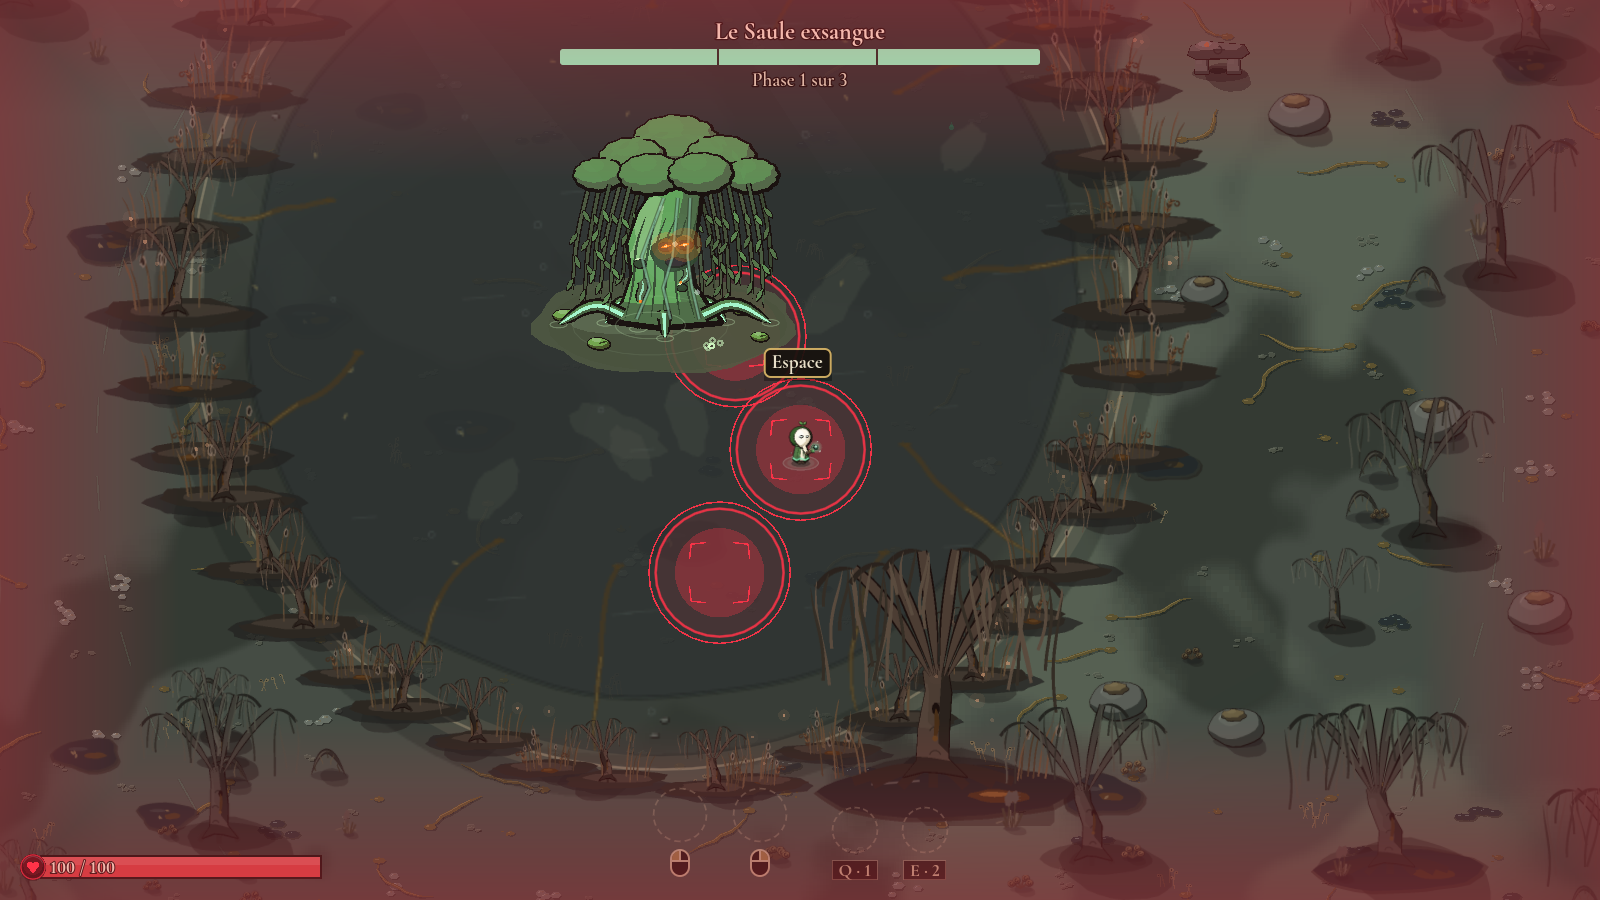 Le Saule exsangue
Phase 1 sur 3
Espace
100 / 100
Q · 1
E · 2